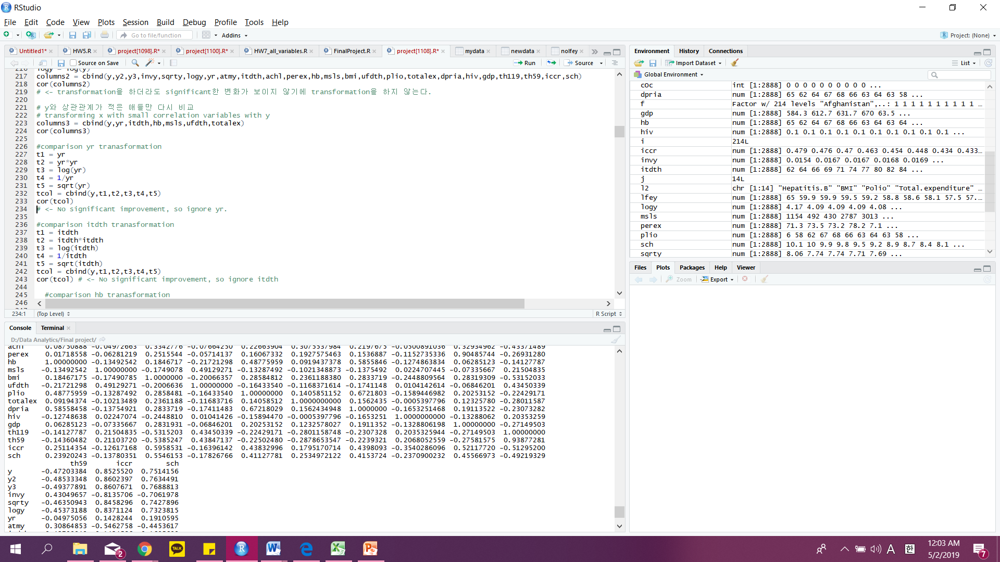 RStudio
File Edit Code View Plots Session Build Debug Profile Tools Help
Go to file/function Addins Project: (None)
Untitled1* HW5.R project[1098].R* project[1100].R* HW7_all_variables.R FinalProject.R project[1108].R* mydata newdata nolfey
Source on Save Run Source
216 logy = log(y)
217 columns2 = cbind(y,y2,y3,invy,sqrty,logy,yr,atmy,itdth,achl,perex,hb,msls,bmi,ufdth,plio,totalex,dpria,hiv,gdp,th119,th59,iccr,sch)
218 cor(columns2)
219 # <- transformation을 하더라도 significant한 변화가 보이지 않기에 transformation을 하지 않는다.
220
221 # y와 상관관계가 적은 애들만 다시 비교
222 # transforming x with small correlation variables with y
223 columns3 = cbind(y,yr,itdth,hb,msls,ufdth,totalex)
224 cor(columns3)
225
226 #comparison yr tranasformation
227 t1 = yr
228 t2 = yr*yr
229 t3 = log(yr)
230 t4 = 1/yr
231 t5 = sqrt(yr)
232 tcol = cbind(y,t1,t2,t3,t4,t5)
233 cor(tcol)
234 # <- No significant improvement, so ignore yr.
235
236 #comparison itdth tranasformation
237 t1 = itdth
238 t2 = itdth*itdth
239 t3 = log(itdth)
240 t4 = 1/itdth
241 t5 = sqrt(itdth)
242 tcol = cbind(y,t1,t2,t3,t4,t5)
243 cor(tcol) # <- No significant improvement, so ignore itdth
244
245 #comparison hb tranasformation
246
234:1 (Top Level) R Script
Console Terminal
D:/Data Analytics/Final project/
achl 0.08750888 -0.04972663 0.3342776 -0.07664250 0.22663904 0.3075537984 0.2197675 -0.0500891036 0.32934962 -0.43371489
perex 0.01718558 -0.06281219 0.2515544 -0.05714137 0.16067332 0.1927575463 0.1536887 -0.1152735336 0.90485744 -0.26931280
hb 1.00000000 -0.13492542 0.1846717 -0.21721298 0.48775959 0.0919437378 0.5855846 -0.1274863834 0.06285123 -0.14127787
msls -0.13492542 1.00000000 -0.1749078 0.49129271 -0.13287492 -0.1021348873 -0.1375492 0.0224707445 -0.07335667 0.21504835
bmi 0.18467175 -0.17490785 1.0000000 -0.20066357 0.28584812 0.2361188380 0.2833719 -0.2448809564 0.28319309 -0.53152033
ufdth -0.21721298 0.49129271 -0.2006636 1.00000000 -0.16433540 -0.1168371614 -0.1741148 0.0104142614 -0.06846201 0.43450339
plio 0.48775959 -0.13287492 0.2858481 -0.16433540 1.00000000 0.1405851152 0.6721803 -0.1589446982 0.20253152 -0.22429171
totalex 0.09194374 -0.10213489 0.2361188 -0.11683716 0.14058512 1.0000000000 0.1562435 -0.0005397796 0.12325780 -0.28011587
dpria 0.58558458 -0.13754921 0.2833719 -0.17411483 0.67218029 0.1562434948 1.0000000 -0.1653251439 0.19113522 -0.23073282
hiv -0.12748638 0.02247074 -0.2448810 0.01041426 -0.15894470 -0.0005397796 -0.1653251 1.0000000000 -0.13288062 0.20353259
gdp 0.06285123 -0.07335667 0.2831931 -0.06846201 0.20253152 0.1232578027 0.1911352 -0.1328806198 1.00000000 -0.27149503
th119 -0.14127787 0.21504835 -0.5315203 0.43450339 -0.22429171 -0.2801158748 -0.2307328 0.2035325944 -0.27149503 1.00000000
th59 -0.14360482 0.21103720 -0.5385247 0.43847137 -0.22502480 -0.2878653547 -0.2239321 0.2068052559 -0.27581575 0.93877281
iccr 0.25114354 -0.12617168 0.5958531 -0.16396142 0.43832996 0.1795170714 0.4398093 -0.3540286096 0.52117720 -0.51295200
sch 0.23920243 -0.13780351 0.5546153 -0.17826766 0.41127781 0.2534972122 0.4153724 -0.2370900232 0.45566973 -0.49219329
th59 iccr sch
y -0.47203384 0.8525520 0.7514156
y2 -0.48533348 0.8602397 0.7634491
y3 -0.49377891 0.8607671 0.7688813
invy 0.43049657 -0.8135706 -0.7061978
sqrty -0.46350943 0.8458296 0.7427896
logy -0.45373188 0.8371124 0.7323815
yr -0.04975056 0.1428244 0.1910595
atmy 0.30864853 -0.5462758 -0.4453617
Environment History Connections
Import Dataset List
Global Environment
coc int [1:2888] 0 0 0 0 0 0 0 0 0 0 ...
dpria num [1:2888] 65 62 64 67 68 66 63 64 63 58 ...
f Factor w/ 214 levels "Afghanistan",..: 1 1 1 1 1 1 1 1 1 1 ...
gdp num [1:2888] 584.3 612.7 631.7 670 63.5 ...
hb num [1:2888] 65 62 64 67 68 66 63 64 63 64 ...
hiv num [1:2888] 0.1 0.1 0.1 0.1 0.1 0.1 0.1 0.1 0.1 0.1 ...
i 214L
iccr num [1:2888] 0.479 0.476 0.47 0.463 0.454 0.448 0.434 0.433…
invy num [1:2888] 0.0154 0.0167 0.0167 0.0168 0.0169 ...
itdth num [1:2888] 62 64 66 69 71 74 77 80 82 84 ...
j 14L
l2 chr [1:14] "Hepatitis.B" "BMI" "Polio" "Total.expenditure" ...
lfey num [1:2888] 65 59.9 59.9 59.5 59.2 58.8 58.6 58.1 57.5 57.…
logy num [1:2888] 4.17 4.09 4.09 4.09 4.08 ...
msls num [1:2888] 1154 492 430 2787 3013 ...
perex num [1:2888] 71.3 73.5 73.2 78.2 7.1 ...
plio num [1:2888] 6 58 62 67 68 66 63 64 63 58 ...
sch num [1:2888] 10.1 10 9.9 9.8 9.5 9.2 8.9 8.7 8.4 8.1 ...
sqrty num [1:2888] 8.06 7.74 7.74 7.71 7.69 ...
Files Plots Packages Help Viewer
Zoom Export
TALK
2
A 한
12:03 AM
5/2/2019
7